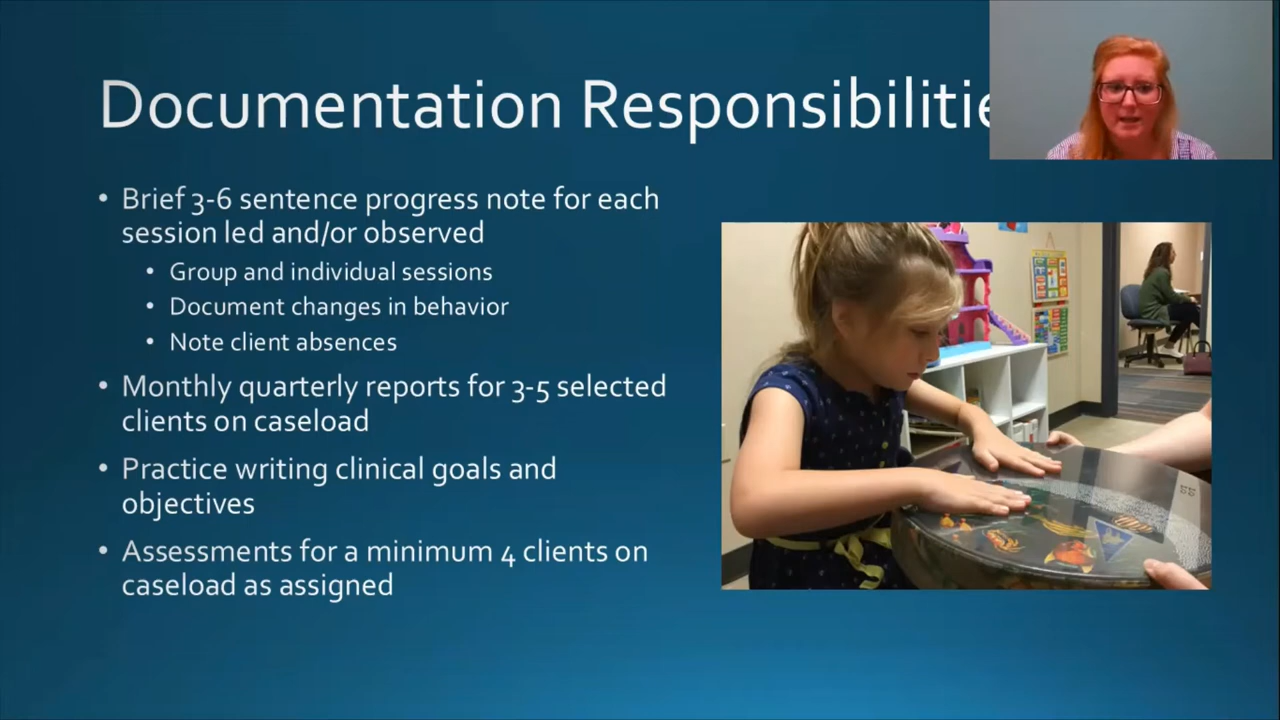 Documentation Responsibilitie
• Brief 3-6 sentence progress note for each
session led and/or observed
• Group and individual sessions
• Document changes in behavior
• Note client absences
• Monthly quarterly reports for 3-5 selected
clients on caseload
• Practice writing clinical goals and
objectives
• Assessments for a minimum 4 clients on
caseload as assigned